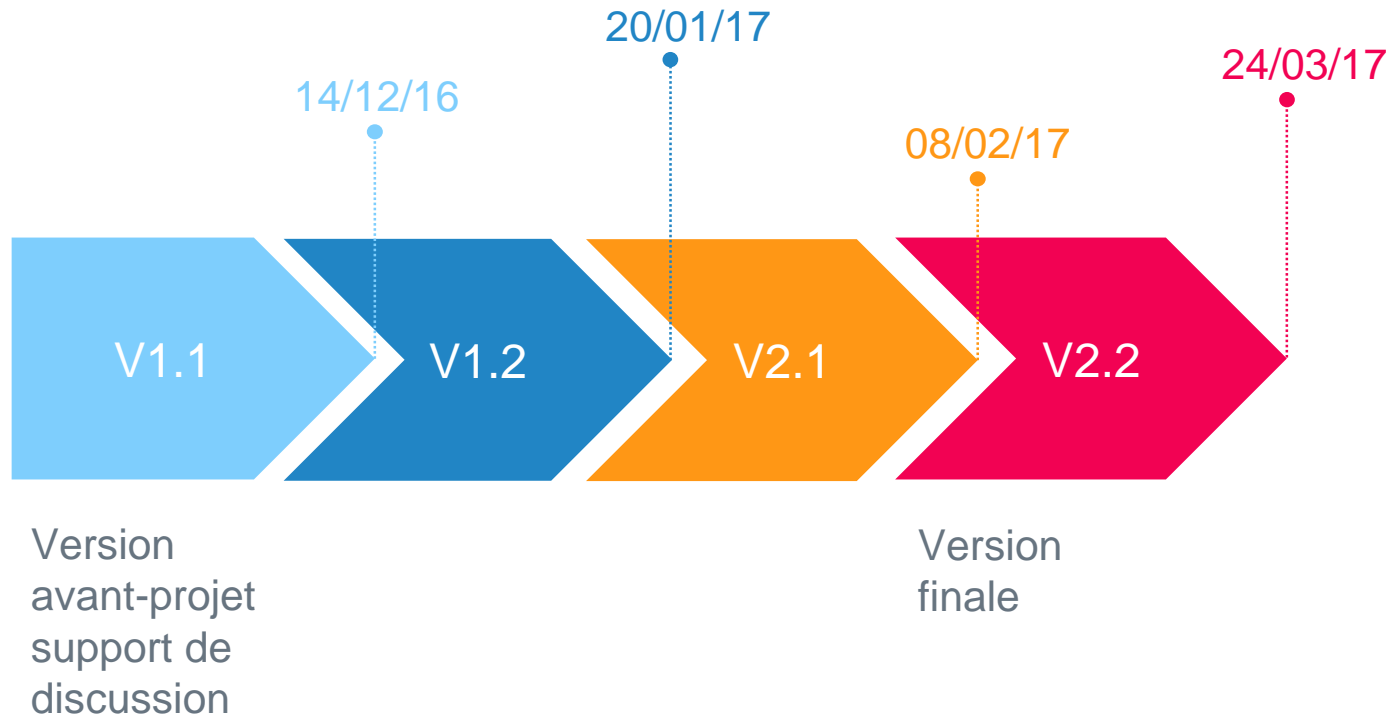 20/01/17
24/03/17
14/12/16
08/02/17
V1.1
V1.2
V2.1
V2.2
Version
avant-projet
support de
discussion
Version
finale